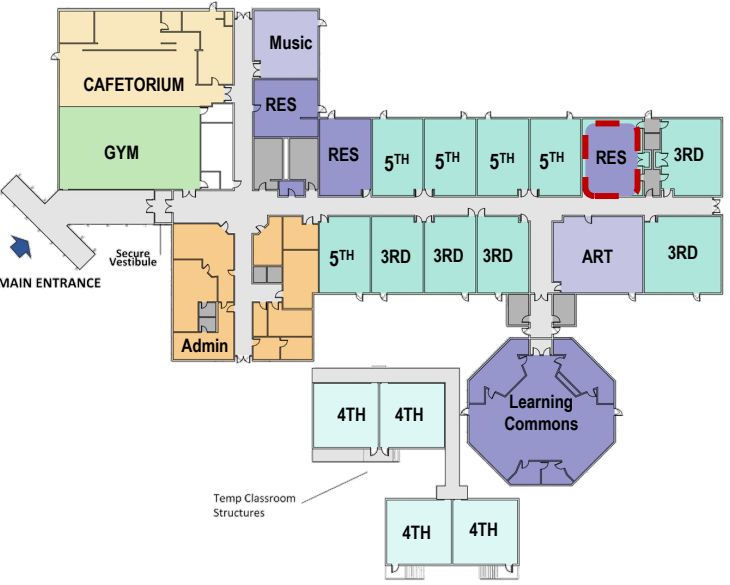 Music
CAFETORIUM
RES
GYM
RES
5TH
5TH
5TH
5TH
RES
3RD
Secure
Vestibule
MAIN ENTRANCE
5TH
3RD
3RD
3RD
ART
3RD
Admin
Learning
Commons
4TH
4TH
Temp Classroom
Structures
4TH
4TH